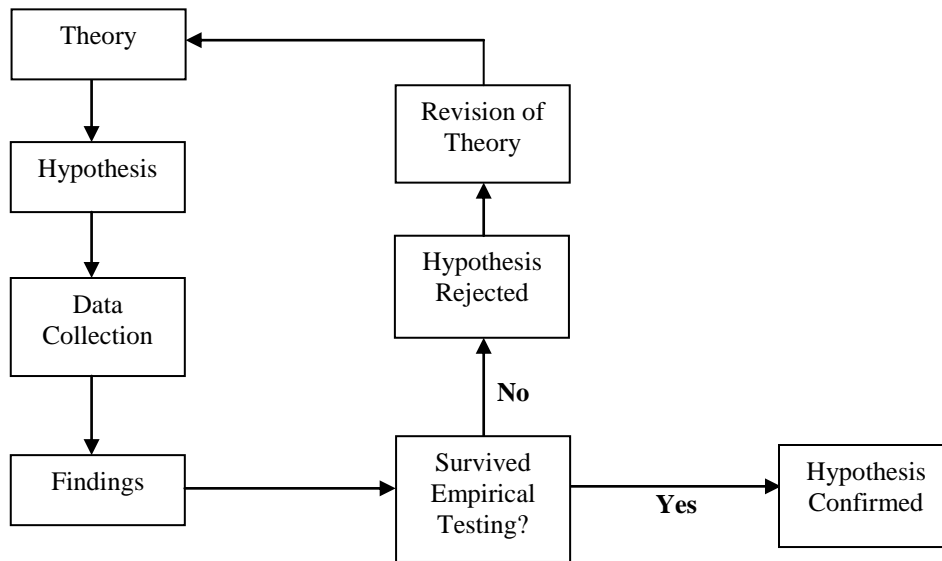 Theory
Hypothesis
Data
Collection
Findings
Survived
Empirical
Testing?
No
Hypothesis
Rejected
Revision of
Theory
Yes
Hypothesis
Confirmed